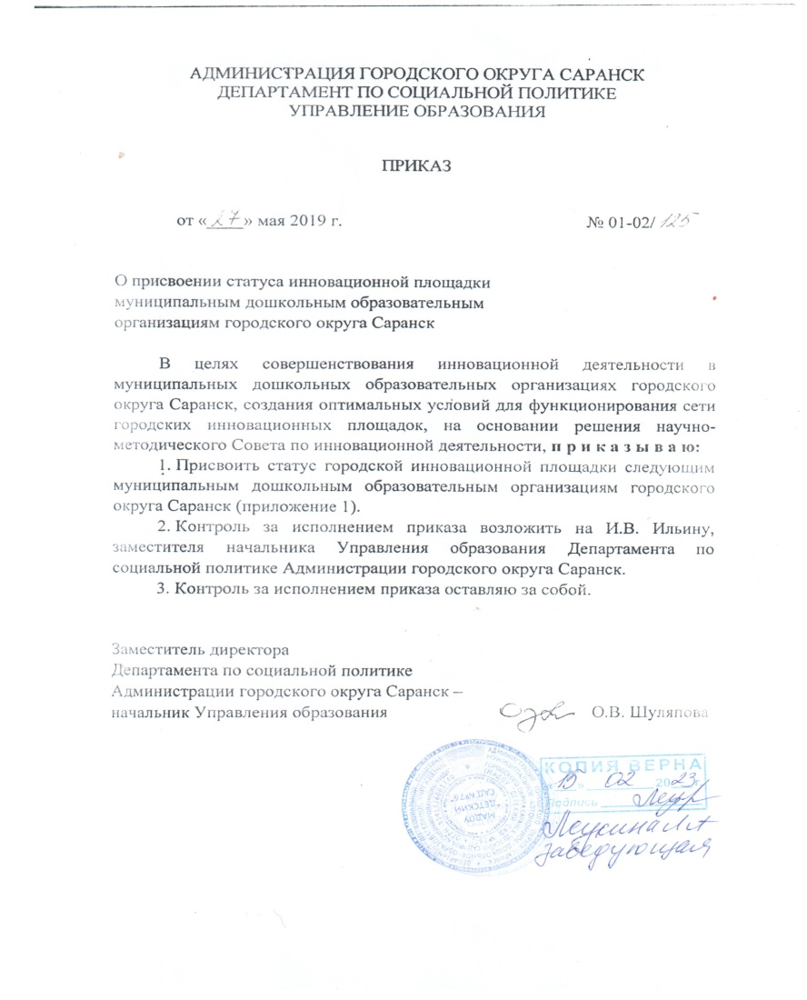 АДМИНИСТРАЦИЯ ГОРОДСКОГО ОКРУГА САРАНСК
ДЕПАРТАМЕНТ ПО СОЦИАЛЬНОЙ ПОЛИТИКЕ
УПРАВЛЕНИЕ ОБРАЗОВАНИЯ
ПРИКАЗ
от «27» мая 2019 г. № 01-02/125
О присвоении статуса инновационной площадки
муниципальным дошкольным образовательным
организациям городского округа Саранск
В целях совершенствования инновационной деятельности в
муниципальных дошкольных образовательных организациях городского
округа Саранск, создания оптимальных условий для функционирования сети
городских инновационных площадок, на основании решения научно-
методического Совета по инновационной деятельности, п р и к а з ы в а ю:
1. Присвоить статус городской инновационной площадки следующим
муниципальным дошкольным образовательным организациям городского
округа Саранск (приложение 1).
2. Контроль за исполнением приказа возложить на И.В. Ильину,
заместителя начальника Управления образования Департамента по
социальной политике Администрации городского округа Саранск.
3. Контроль за исполнением приказа оставляю за собой.
Заместитель директора
Департамента по социальной политике
Администрации городского округа Саранск –
начальник Управления образования О.В. Шуляпова
КОПИЯ ВЕРНА
«15» 02 2023 г.
Подпись
заведующая
МАДОУ
"ДЕТСКИЙ
САД №76"